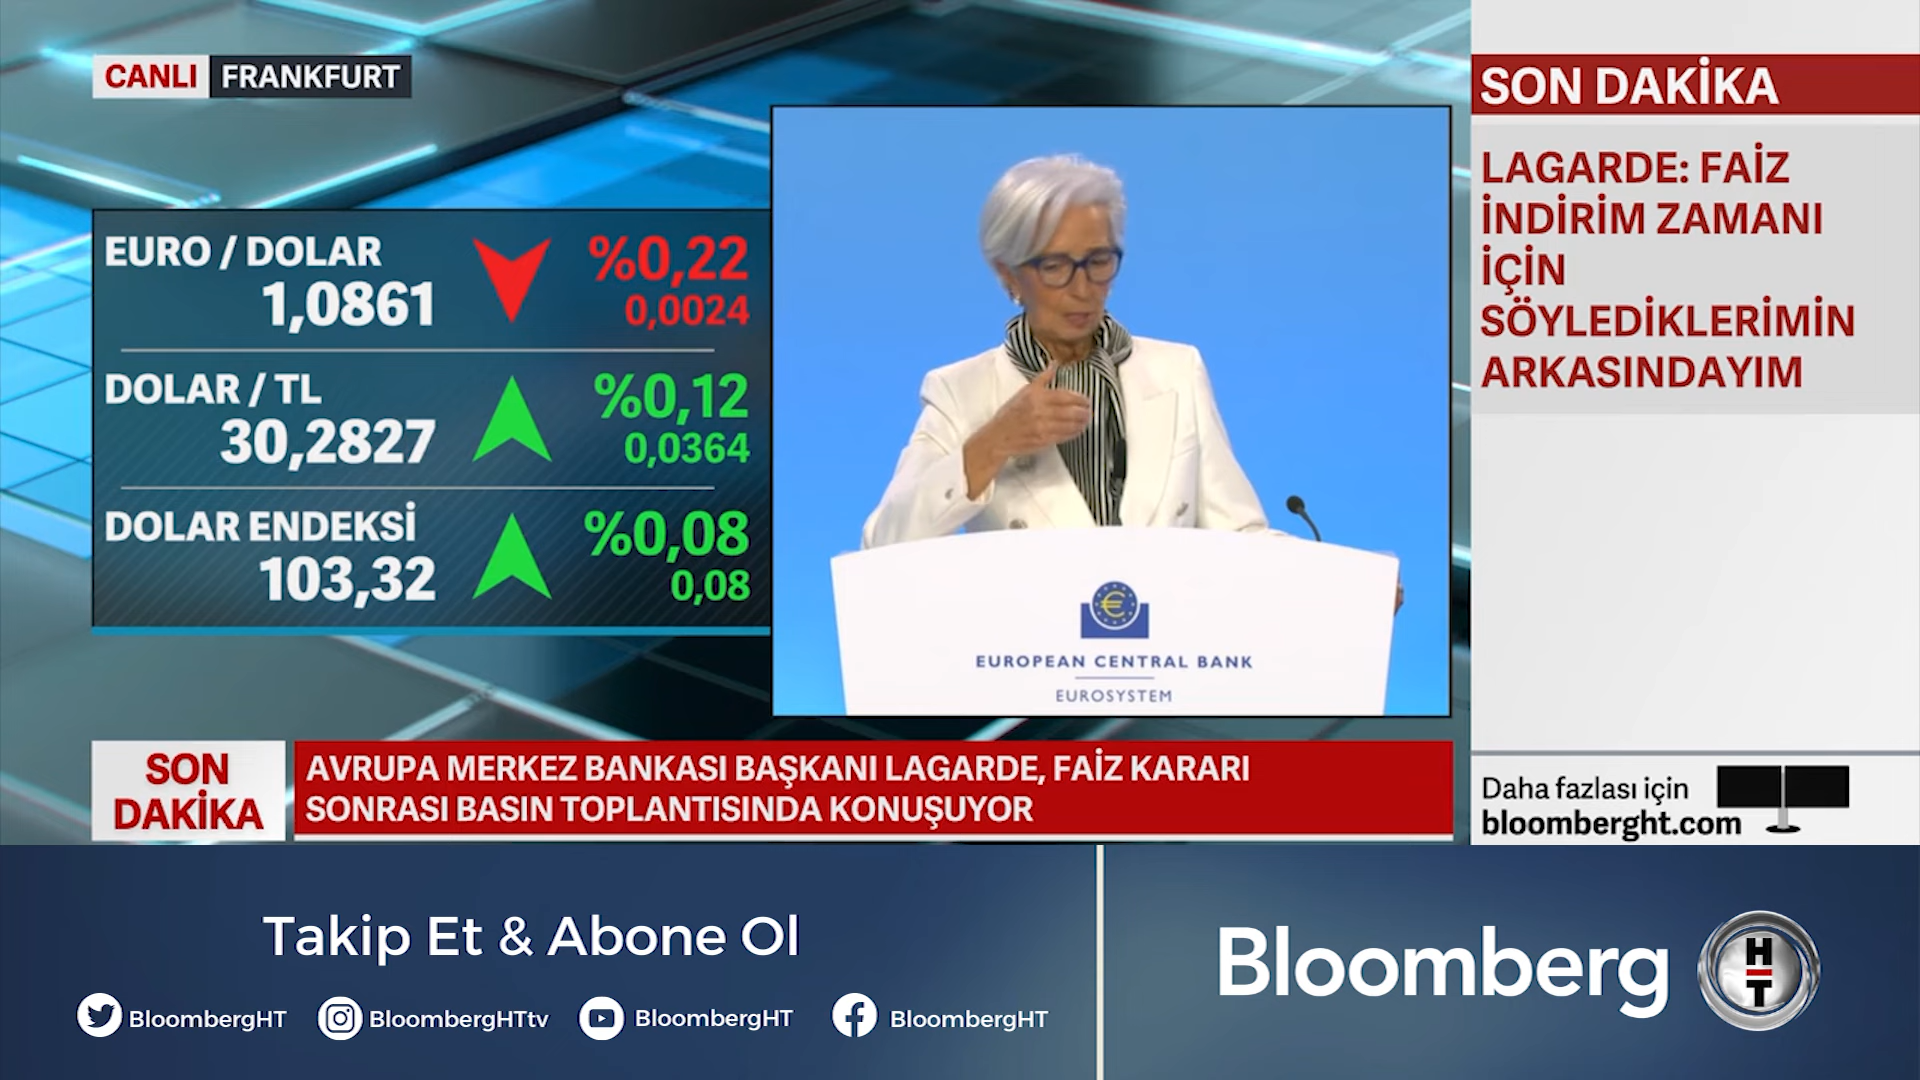 CANLI FRANKFURT
EURO / DOLAR
1,0861
%0,22
0,0024
DOLAR / TL
30,2827
%0,12
0,0364
DOLAR ENDEKSİ
103,32
%0,08
0,08
EUROPEAN CENTRAL BANK
EUROSYSTEM
SON DAKİKA
LAGARDE: FAİZ
İNDİRİM ZAMANI
İÇİN
SÖYLEDİKLERİMİN
ARKASINDAYIM
SON
DAKİKA
AVRUPA MERKEZ BANKASI BAŞKANI LAGARDE, FAİZ KARARI
SONRASI BASIN TOPLANTISINDA KONUŞUYOR
Daha fazlası için
bloomberght.com
Takip Et & Abone Ol
BloombergHT BloombergHTtv BloombergHT BloombergHT
Bloomberg HT